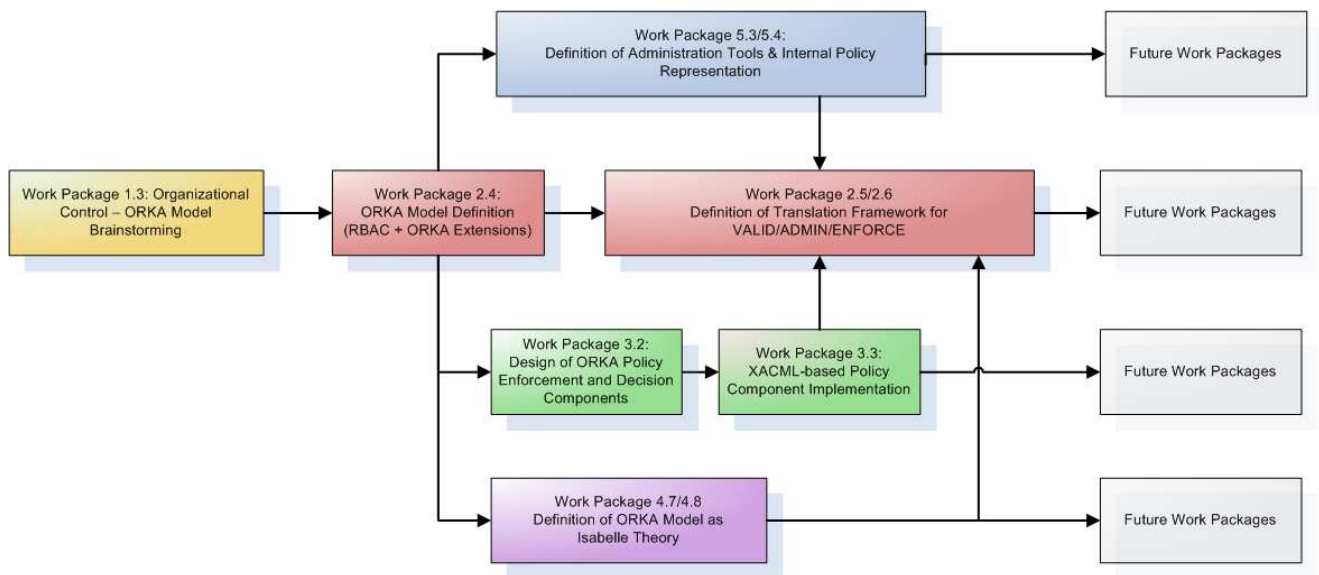 Work Package 5.3/5.4:
Definition of Administration Tools & Internal Policy
Representation
Future Work Packages
Work Package 1.3: Organizational
Control – ORKA Model
Brainstorming
Work Package 2.4:
ORKA Model Definition
(RBAC + ORKA Extensions)
Work Package 2.5/2.6
Definition of Translation Framework for
VALID/ADMIN/ENFORCE
Future Work Packages
Work Package 3.2:
Design of ORKA Policy
Enforcement and Decision
Components
Work Package 3.3:
XACML-based Policy
Component Implementation
Future Work Packages
Work Package 4.7/4.8
Definition of ORKA Model as
Isabelle Theory
Future Work Packages